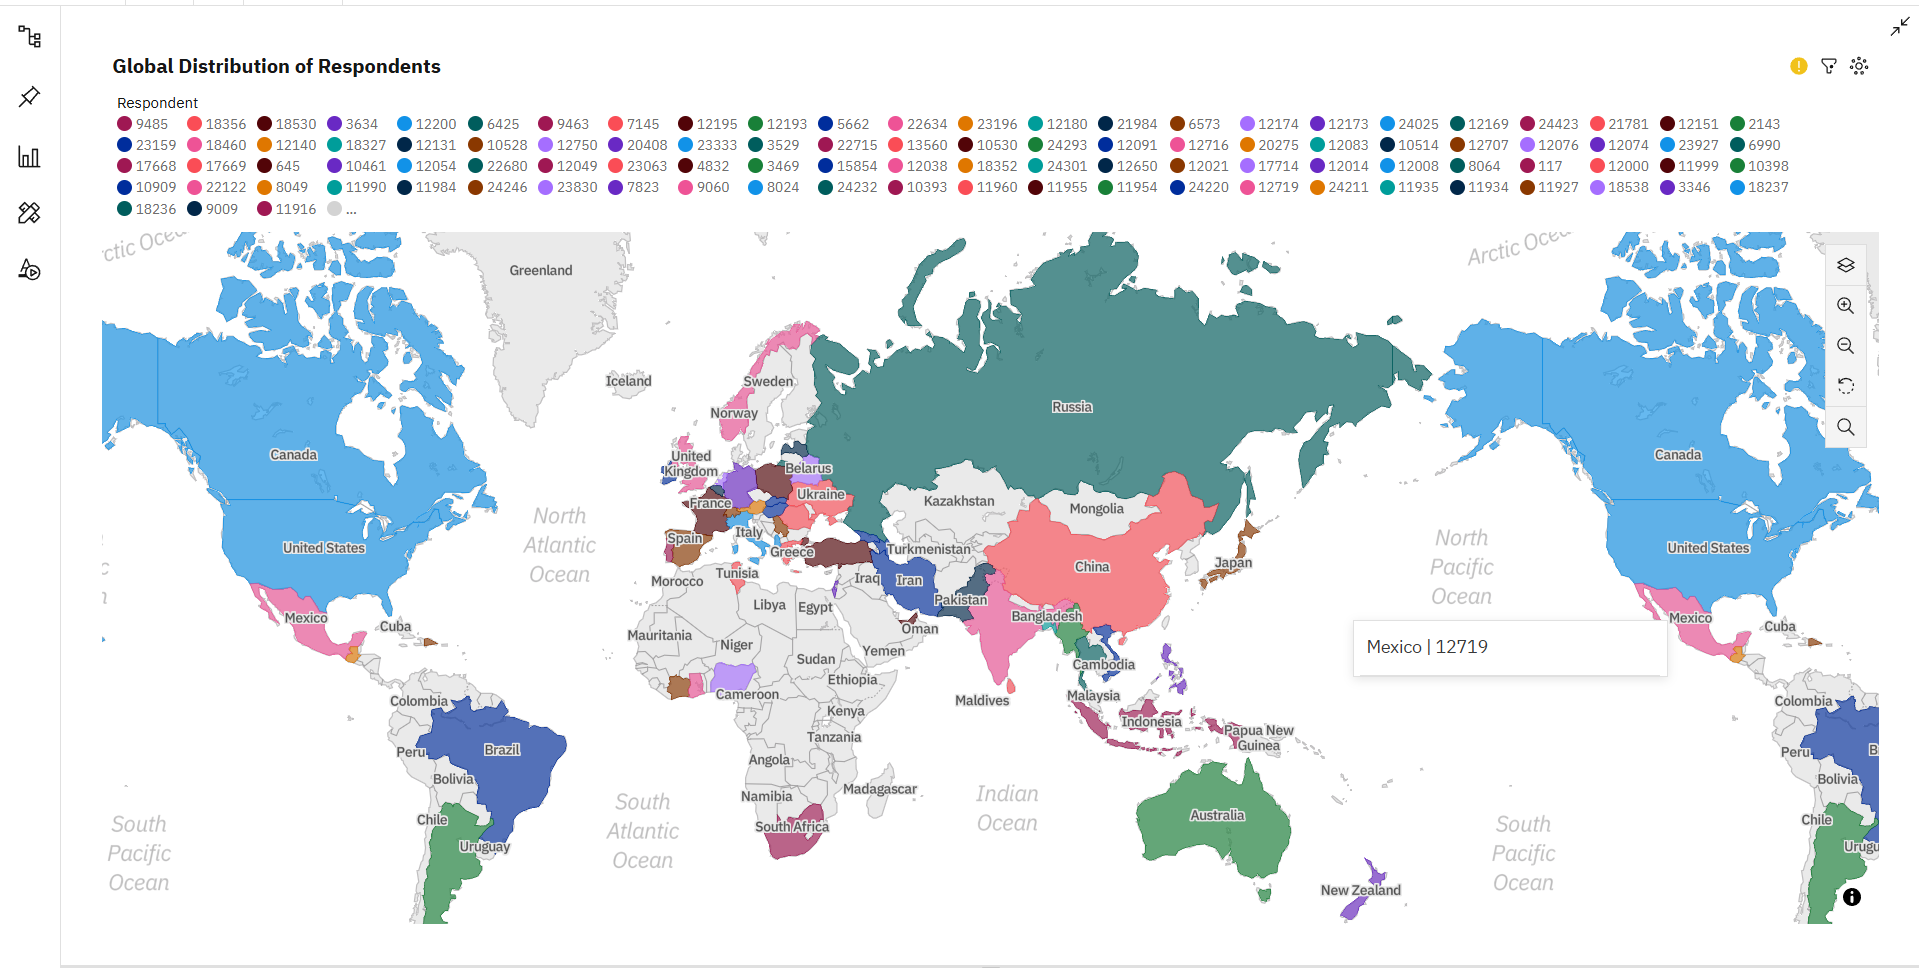 Global Distribution of Respondents
Respondent
9485 18356 18530 3634 12200 6425 9463 7145 12195 12193 5662 22634 23196 12180 21984 6573 12174 12173 24025 12169 24423 21781 12151 2143
23159 18460 12140 18327 12131 10528 12750 20408 23333 3529 22715 13560 10530 24293 12091 12716 20275 12083 10514 12707 12076 12074 23927 6990
17668 17669 645 10461 12054 22680 12049 23063 4832 3469 15854 12038 18352 24301 12650 12021 17714 12014 12008 8064 117 12000 11999 10398
10909 22122 8049 11990 11984 24246 23830 7823 9060 8024 24232 10393 11960 11955 11954 24220 12719 24211 11935 11934 11927 18538 3346 18237
18236 9009 11916 ...
Arctic Ocea
Greenland
Iceland
Sweden
Norway
Russia
Canada
United
Kingdom
Belarus
Ukraine
France
Kazakhstan
Mongolia
North
Atlantic
Ocean
United States
Italy
Spain
Greece
Turkmenistan
Japan
China
Tunisia
Morocco
Iraq
Iran
Pakistan
Libya
Egypt
Bangladesh
Mexico
Cuba
Oman
Mauritania
Niger
Yemen
Sudan
Ethiopia
Cambodia
Cameroon
Maldives
Malaysia
Colombia
Kenya
Indonesia
Papua New
Guinea
Tanzania
Brazil
Peru
Angola
Bolivia
Madagascar
Namibia
Indian
Ocean
South
Atlantic
Ocean
Chile
South Africa
Australia
Uruguay
South
Pacific
Ocean
New Zealand
Canada
North
Pacific
Ocean
United States
Mexico
Cuba
Mexico | 12719
Colombia
Peru
Bolivia
Chile
South
Pacific
Ocean